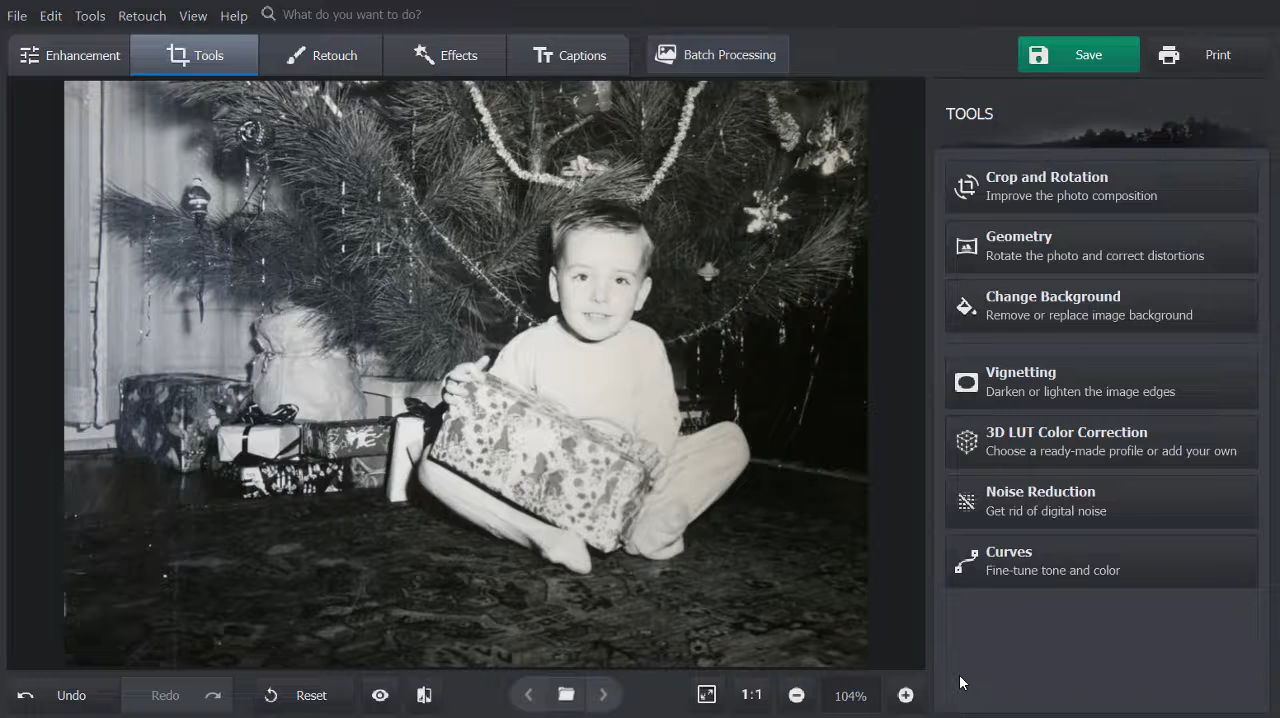 File Edit Tools Retouch View Help What do you want to do?
Enhancement Tools Retouch Effects Captions Batch Processing Save Print
TOOLS
Crop and Rotation
Improve the photo composition
Geometry
Rotate the photo and correct distortions
Change Background
Remove or replace image background
Vignetting
Darken or lighten the image edges
3D LUT Color Correction
Choose a ready-made profile or add your own
Noise Reduction
Get rid of digital noise
Curves
Fine-tune tone and color
Undo Redo Reset 1:1 104%